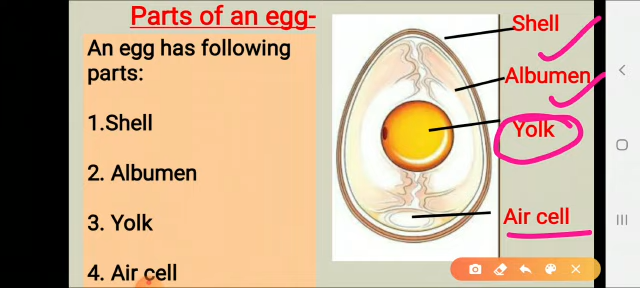 Parts of an egg-
An egg has following
parts:
1.Shell
2. Albumen
3. Yolk
4. Air cell
Shell
Albumen
Yolk
Air cell